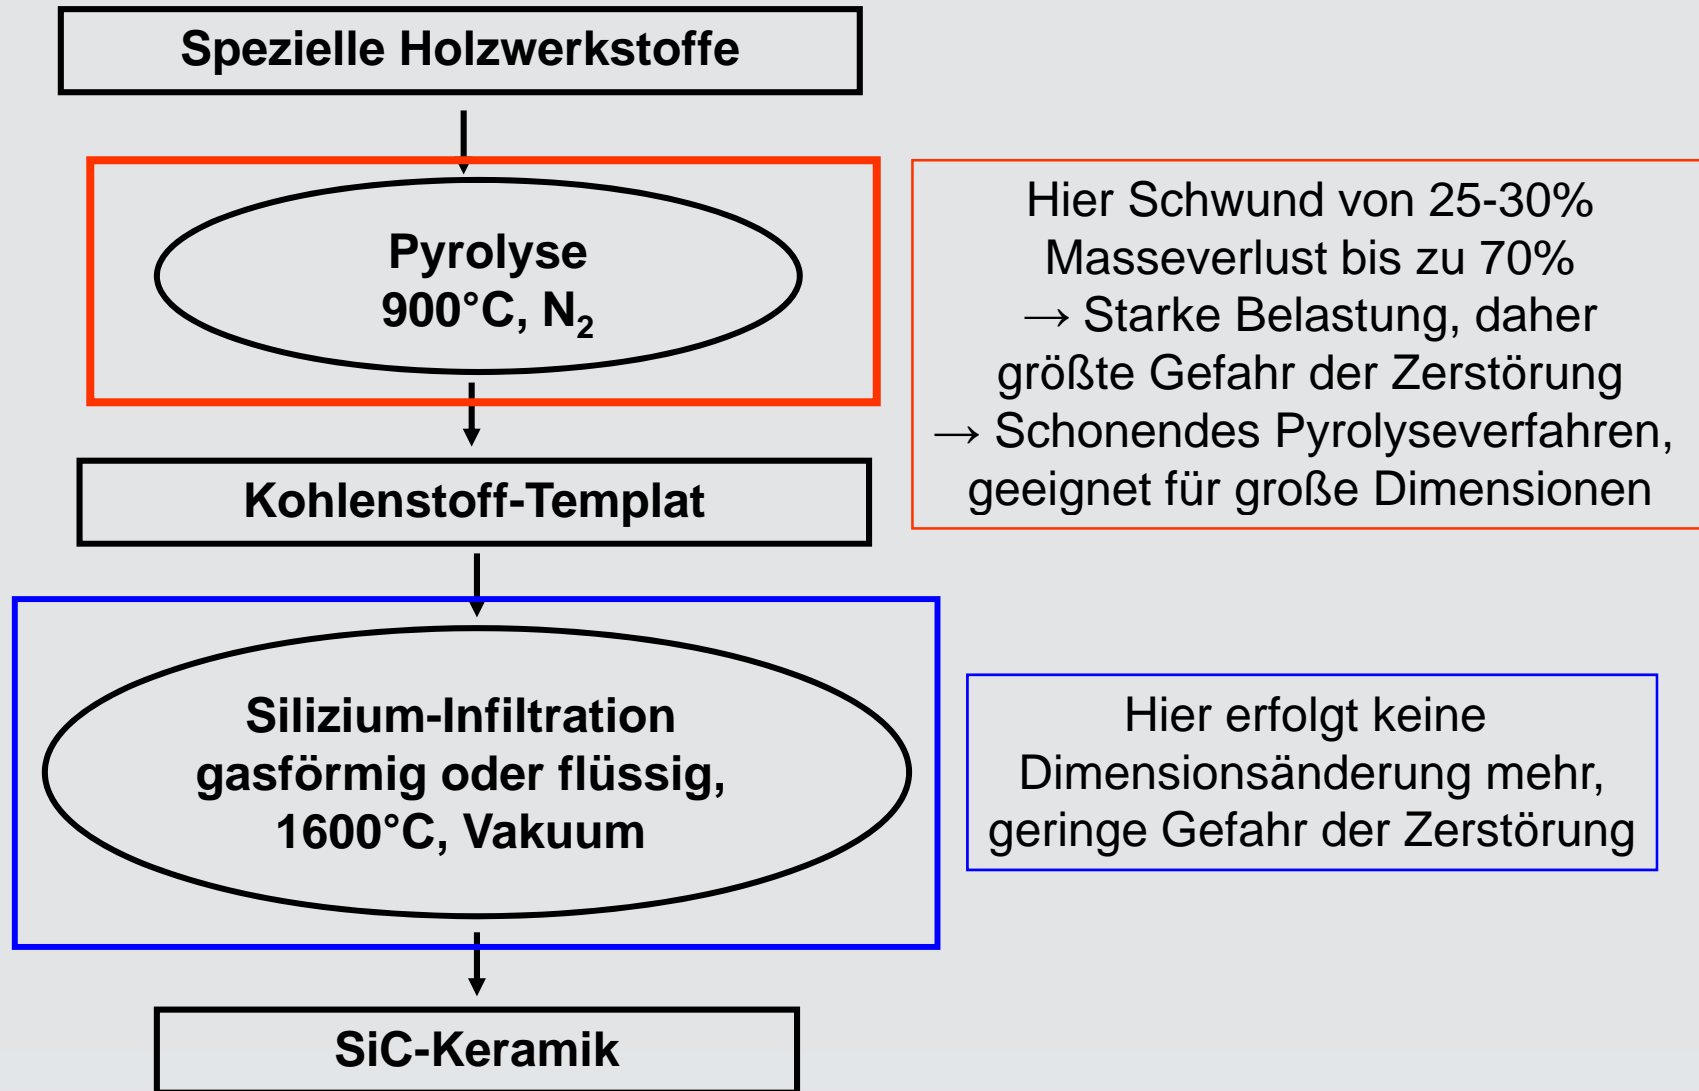 Spezielle Holzwerkstoffe
Pyrolyse
900°C, N₂
Hier Schwund von 25-30%
Masseverlust bis zu 70%
→ Starke Belastung, daher
größte Gefahr der Zerstörung
→ Schonendes Pyrolyseverfahren,
geeignet für große Dimensionen
Kohlenstoff-Templat
Silizium-Infiltration
gasförmig oder flüssig,
1600°C, Vakuum
Hier erfolgt keine
Dimensionsänderung mehr,
geringe Gefahr der Zerstörung
SiC-Keramik